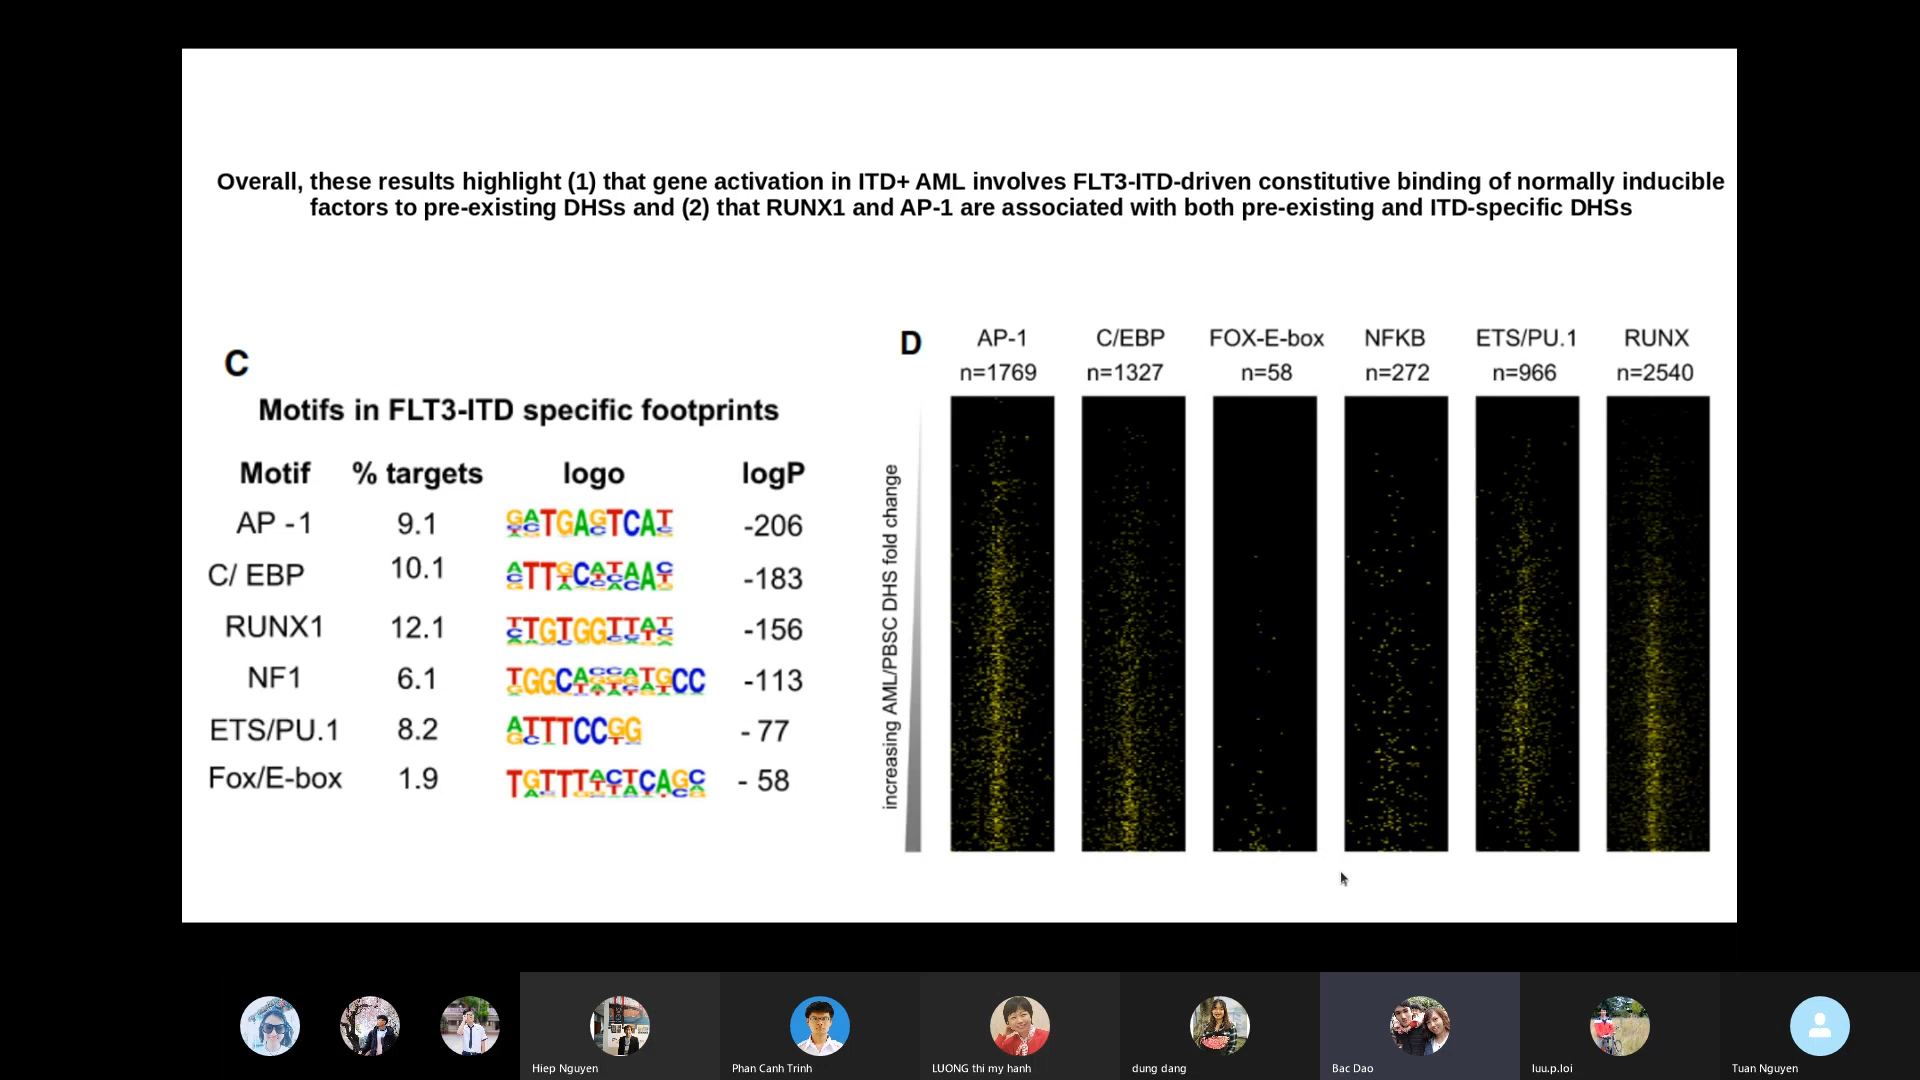 Overall, these results highlight (1) that gene activation in ITD+ AML involves FLT3-ITD-driven constitutive binding of normally inducible
factors to pre-existing DHSs and (2) that RUNX1 and AP-1 are associated with both pre-existing and ITD-specific DHSs
C
Motifs in FLT3-ITD specific footprints
Motif % targets logo logP
AP -1 9.1 -206
C/ EBP 10.1 -183
RUNX1 12.1 -156
NF1 6.1 -113
ETS/PU.1 8.2 - 77
Fox/E-box 1.9 - 58
D
AP-1 C/EBP FOX-E-box NFKB ETS/PU.1 RUNX
n=1769 n=1327 n=58 n=272 n=966 n=2540
increasing AML/PBSC DHS fold change
Hiep Nguyen
Phan Canh Trinh
LUONG thi my hanh
dung dang
Bac Dao
luu.p.loi
Tuan Nguyen